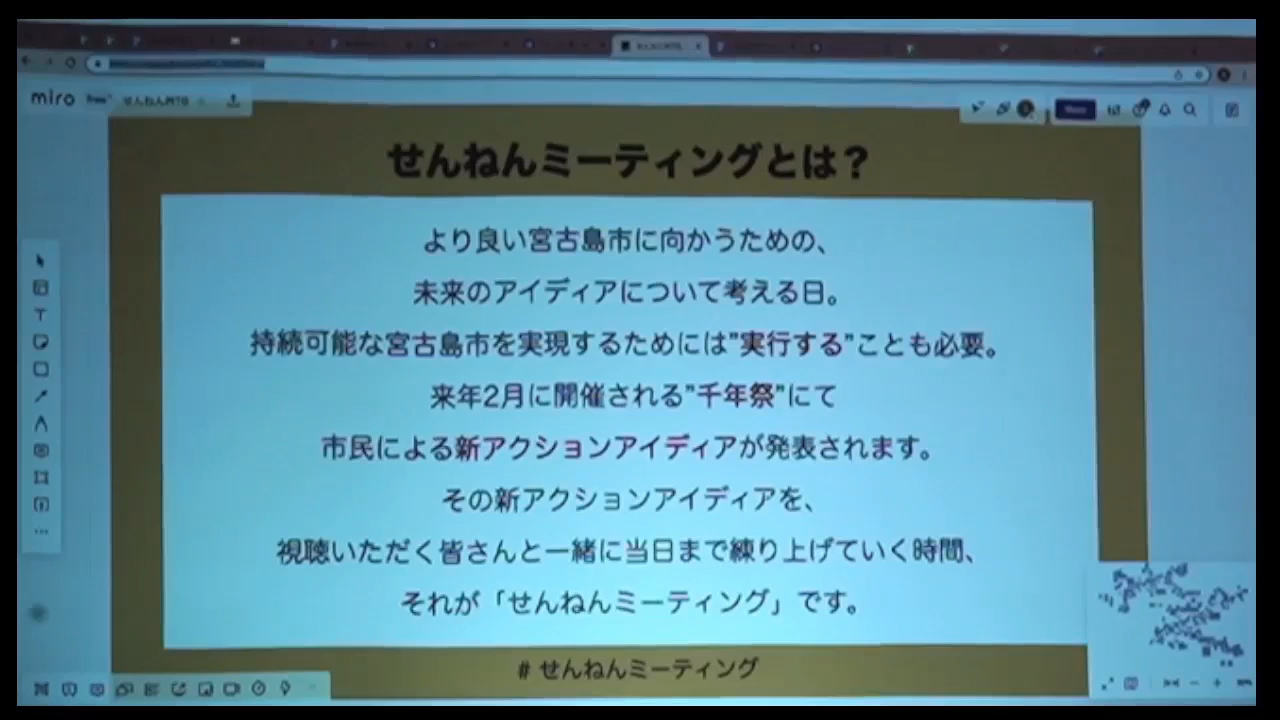 miro
せんねんMTG
せんねんミーティングとは？
より良い宮古島市に向かうための、
未来のアイディアについて考える日。
持続可能な宮古島市を実現するためには”実行する”ことも必要。
来年2月に開催される”千年祭”にて
市民による新アクションアイディアが発表されます。
その新アクションアイディアを、
視聴いただく皆さんと一緒に当日まで練り上げていく時間、
それが「せんねんミーティング」です。
# せんねんミーティング